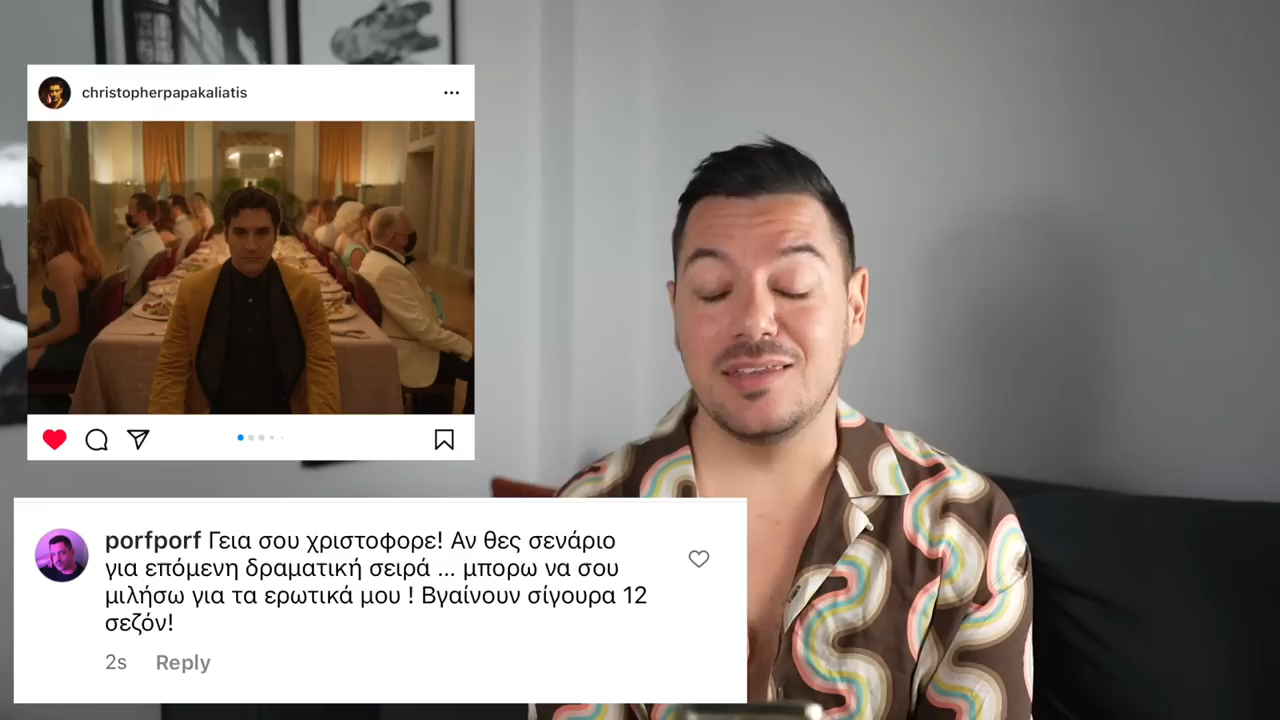 christopherpapakaliatis
porfporf Γεια σου χριστοφορε! Αν θες σενάριο
για επόμενη δραματική σειρά ... μπορω να σου
μιλήσω για τα ερωτικά μου ! Βγαίνουν σίγουρα 12
σεζόν!
2s Reply